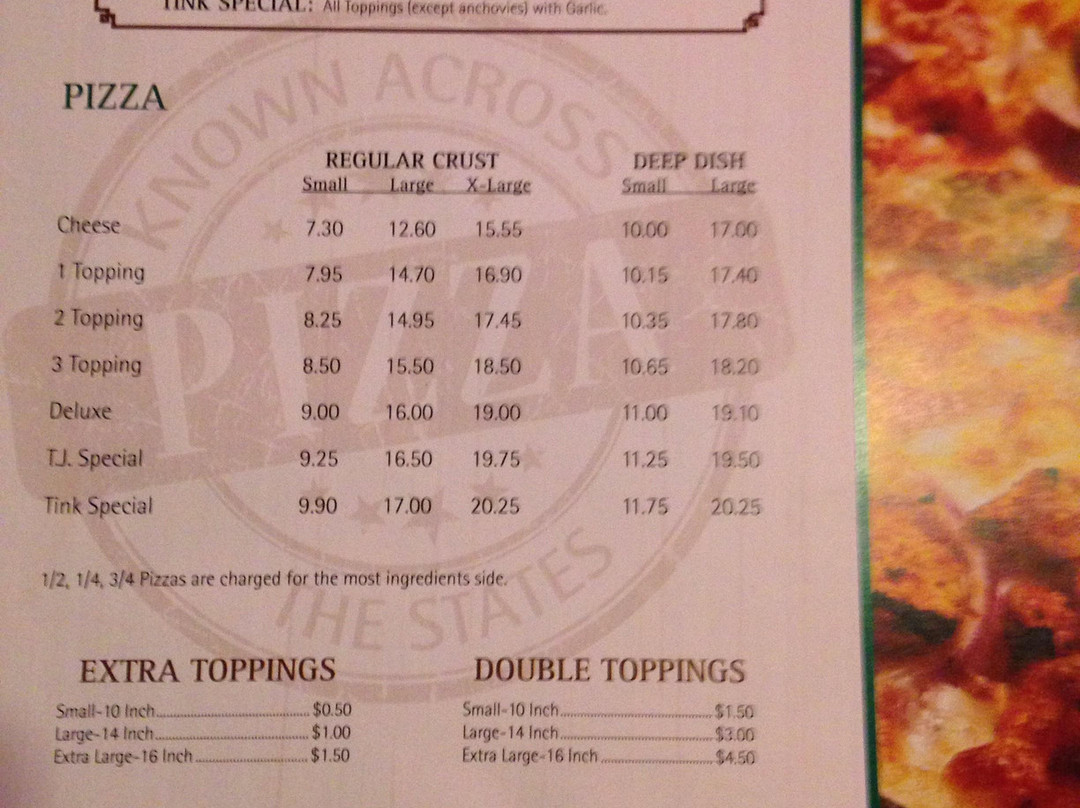 TINK SPECIAL: All Toppings (except anchovies) with Garlic.
KNOWN ACROSS
PIZZA
THE STATES
PIZZA
REGULAR CRUST DEEP DISH
Small Large X-Large Small Large
Cheese 7.30 12.60 15.55 10.00 17.00
1 Topping 7.95 14.70 16.90 10.15 17.40
2 Topping 8.25 14.95 17.45 10.35 17.80
3 Topping 8.50 15.50 18.50 10.65 18.20
Deluxe 9.00 16.00 19.00 11.00 19.10
T.J. Special 9.25 16.50 19.75 11.25 19.50
Tink Special 9.90 17.00 20.25 11.75 20.25
1/2, 1/4, 3/4 Pizzas are charged for the most ingredients side.
EXTRA TOPPINGS
Small-10 Inch $0.50
Large-14 Inch $1.00
Extra Large-16 Inch $1.50
DOUBLE TOPPINGS
Small-10 Inch $1.50
Large-14 Inch $3.00
Extra Large-16 Inch $4.50